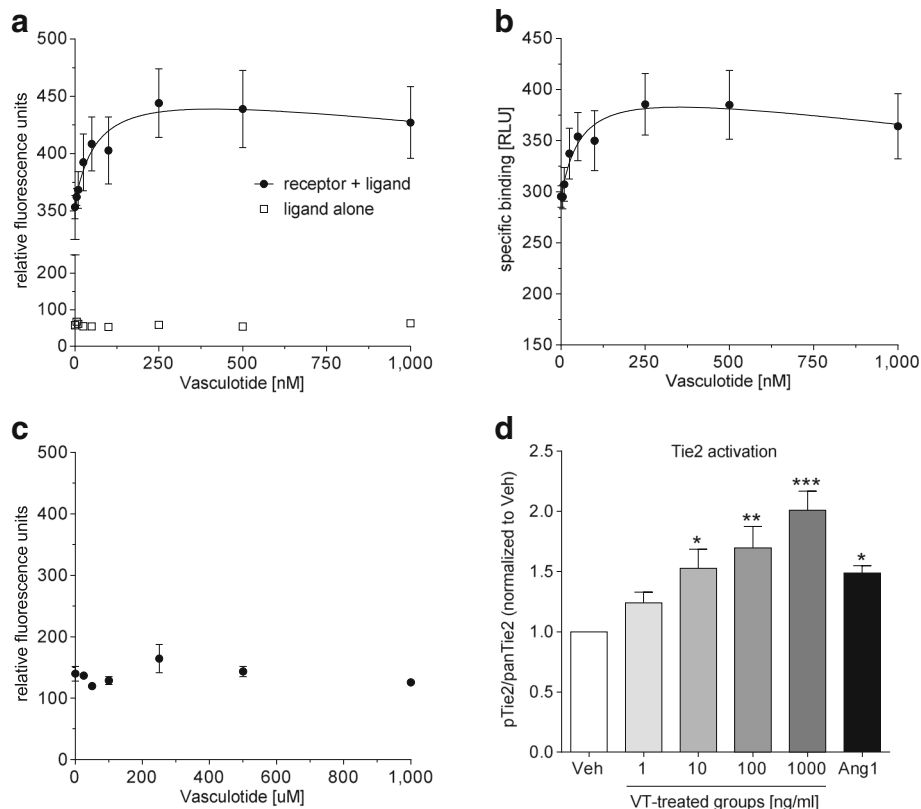 a
500
450
400
350
300
200
100
0
relative fluorescence units
receptor + ligand
ligand alone
0 250 500 750 1,000
Vasculotide [nM]
b
450
400
350
300
250
200
150
specific binding [RLU]
0 250 500 750 1,000
Vasculotide [nM]
c
500
400
300
200
100
0
relative fluorescence units
0 200 400 600 800 1,000
Vasculotide [uM]
d
Tie2 activation
2.5
2.0
1.5
1.0
0.5
0.0
pTie2/panTie2 (normalized to Veh)
* ** *** *
Veh 1 10 100 1000 Ang1
VT-treated groups [ng/ml]